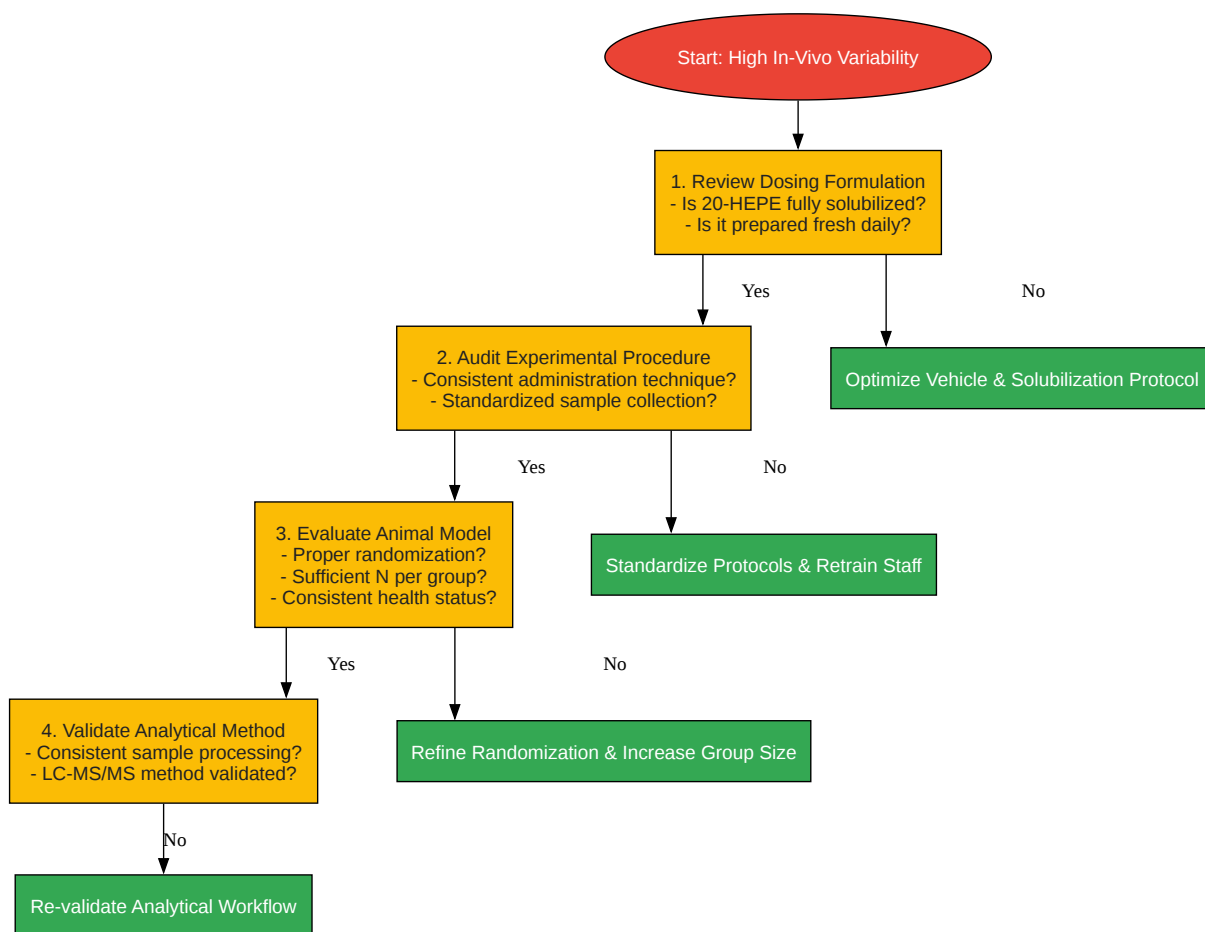 Start: High In-Vivo Variability
1. Review Dosing Formulation
- Is 20-HEPE fully solubilized?
- Is it prepared fresh daily?
Yes
No
2. Audit Experimental Procedure
- Consistent administration technique?
- Standardized sample collection?
Optimize Vehicle & Solubilization Protocol
Yes
No
3. Evaluate Animal Model
- Proper randomization?
- Sufficient N per group?
- Consistent health status?
Standardize Protocols & Retrain Staff
Yes
No
4. Validate Analytical Method
- Consistent sample processing?
- LC-MS/MS method validated?
Refine Randomization & Increase Group Size
No
Re-validate Analytical Workflow